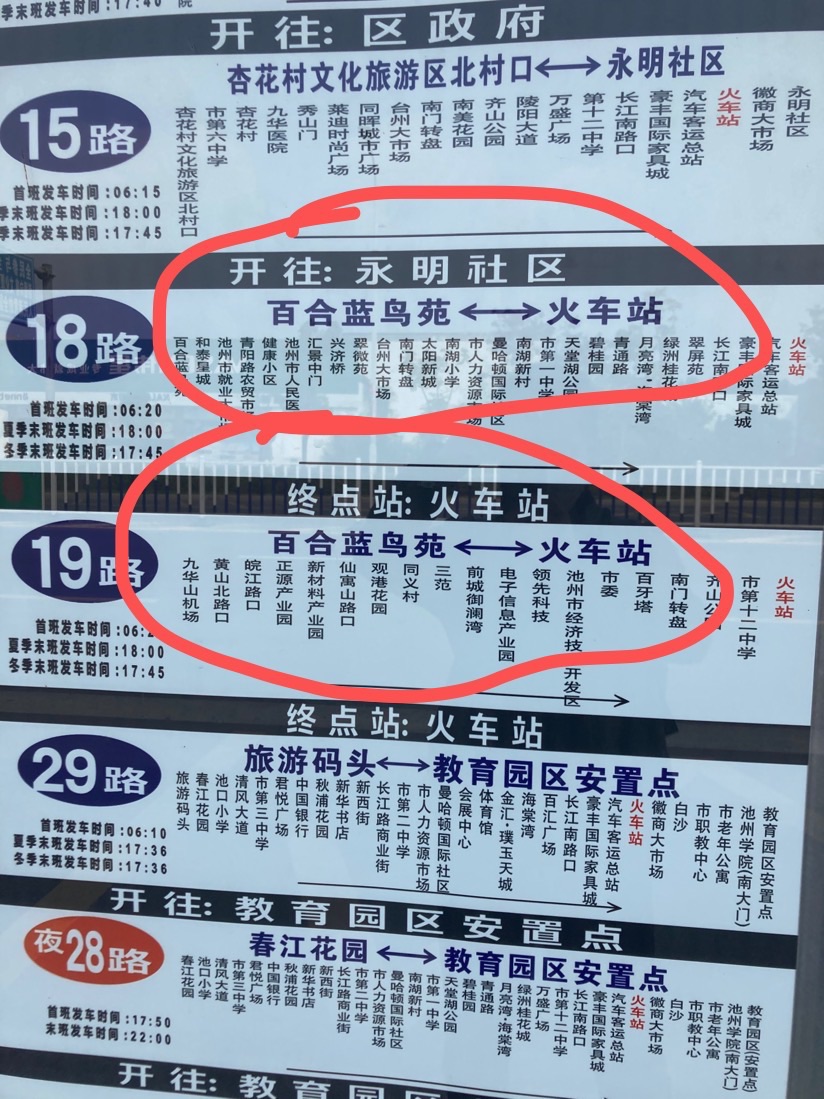 季末班发车时间:17:40
院
开往:区政府
15路
首班发车时间:06:15
季末班发车时间:18:00
季末班发车时间:17:45
杏花村文化旅游区北村口⟷永明社区
杏花村文化旅游区北村口
市第六中学
杏花村
九华医院
秀山门
莱迪时尚广场
同晖城市广场
台州大市场
南门转盘
南美花园
齐山公园
陵阳大道
万盛广场
第十二中学
长江南路口
豪丰国际家具城
汽车客运总站
火车站
徽商大市场
永明社区
开往:永明社区
18路
首班发车时间:06:20
夏季末班发车时间:18:00
冬季末班发车时间:17:45
百合蓝鸟苑⟷火车站
百合蓝鸟苑
和泰皇城
池州市就业大
青阳路农贸市场
健康小区
池州市人民医
汇景中门
兴济桥
翠微苑
台州大市场
南门转盘
太阳新城
南湖小学
市人力资源市场
曼哈顿国际社区
南湖新村
市第一中学
天堂湖公园
碧桂园
青通路
月亮湾·海棠湾
绿洲桂花城
翠屏苑
长江南路口
豪丰国际家具城
汽车客运总站
火车站
终点站:火车站
19路
首班发车时间:06:
夏季末班发车时间:18:00
冬季末班发车时间:17:45
百合蓝鸟苑⟷火车站
九华山机场
黄山北路口
皖江路口
正源产业园
新材料产业园
仙寓山路口
观港花园
同义村
三范
前城御澜湾
电子信息产业园
领先科技
池州市经济技 开发区
市委
百牙塔
南门转盘
齐山公
市第十二中学
火车站
终点站:火车站
29路
首班发车时间:06:10
夏季末班发车时间:17:36
冬季末班发车时间:17:36
旅游码头⟷教育园区安置点
旅游码头
春江花园
池口小学
清风大道
市第三中学
君悦广场
中国银行
秋浦花园
新华书店
新西街
长江路商业街
市第二中学
市人力资源市场
曼哈顿国际社区
会展中心
体育馆
金汇·璞玉天城
海棠湾
百汇广场
长江南路口
豪丰国际家具城
汽车客运总站
火车站
徽商大市场
白沙
市职教中心
市老年公寓
池州学院(南大门)
教育园区安置点
开往:教育园区安置点
夜28路
首班发车时间:17:50
末班发车时间:22:00
春江花园⟷教育园区安置点
春江花园
池口小学
清风大道
市第三中学
君悦广场
中国银行
秋浦花园
新华书店
新西街
长江路商业街
市第二中学
市人力资源市场
曼哈顿国际社区
南湖新村
市第一中学
天堂湖公园
碧桂园
青通路
月亮湾·海棠湾
绿洲桂花城
万盛广场
市第十二中学
长江南路口
豪丰国际家具城
汽车客运总站
火车站
徽商大市场
白沙
市职教中心
市老年公寓
池州学院(南大门)
教育园区(安置点)
开往:教育园区